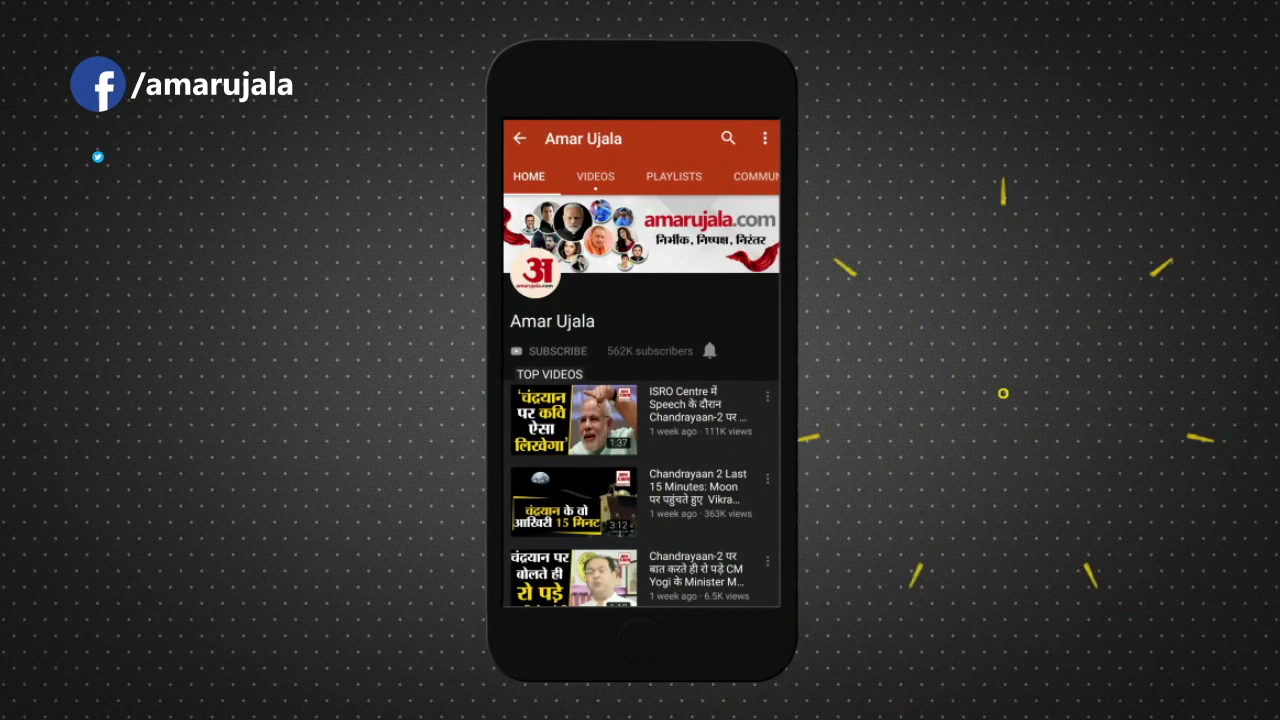 /amarujala
Amar Ujala
HOME VIDEOS PLAYLISTS COMMUN
amarujala.com
निर्भीक, निष्पक्ष, निरंतर
अ
amarujala.com
Amar Ujala
SUBSCRIBE 562K subscribers
TOP VIDEOS
'चंद्रयान
पर कवि
ऐसा
लिखेगा'
1:37
ISRO Centre में
Speech के दौरान
Chandrayaan-2 पर ...
1 week ago · 111K views
चंद्रयान के वो
आखिरी 15 मिनट
3:12
Chandrayaan 2 Last
15 Minutes: Moon
पर पहुंचते हुए Vikra...
1 week ago · 363K views
चंद्रयान पर
बोलते ही
रो पड़े
Chandrayaan-2 पर
बात करते ही रो पड़े CM
Yogi के Minister M...
1 week ago · 6.5K views